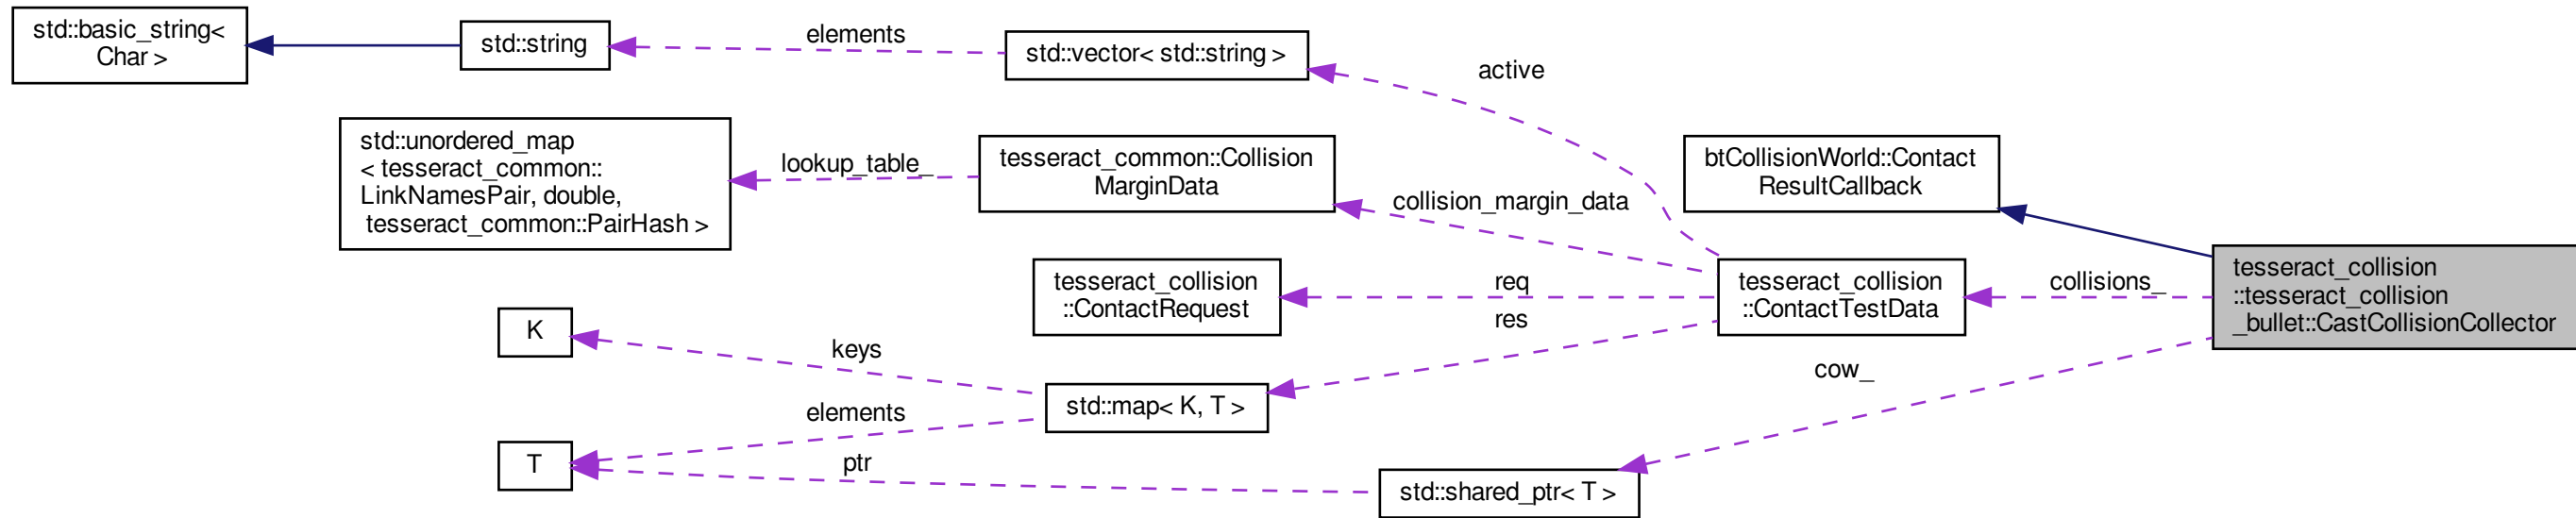 std::basic_string<
Char >
std::string
elements
std::vector< std::string >
active
std::unordered_map
< tesseract_common::
LinkNamesPair, double,
tesseract_common::PairHash >
lookup_table_
tesseract_common::Collision
MarginData
collision_margin_data
btCollisionWorld::Contact
ResultCallback
tesseract_collision
::ContactRequest
req
res
tesseract_collision
::ContactTestData
collisions_
tesseract_collision
::tesseract_collision
_bullet::CastCollisionCollector
K
keys
std::map< K, T >
elements
T
ptr
std::shared_ptr< T >
cow_